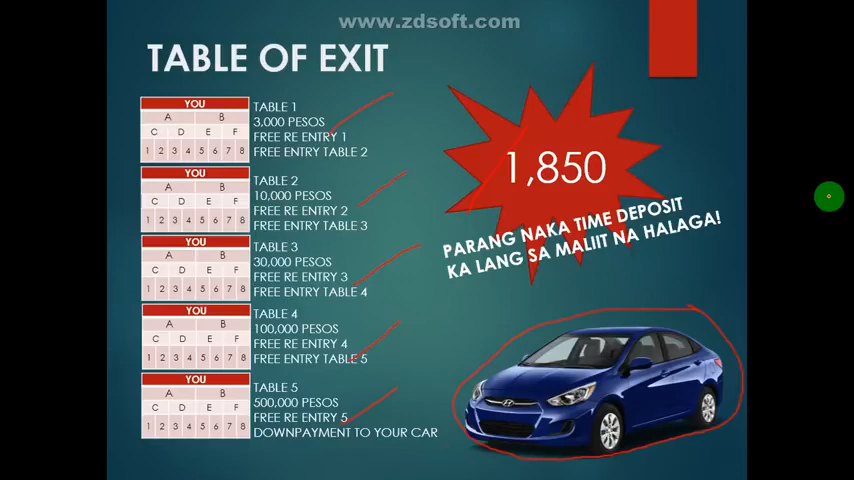 www.zdsoft.com
TABLE OF EXIT
YOU
A B
C D E F
1 2 3 4 5 6 7 8
TABLE 1
3,000 PESOS
FREE RE ENTRY 1
FREE ENTRY TABLE 2
YOU
A B
C D E F
1 2 3 4 5 6 7 8
TABLE 2
10,000 PESOS
FREE RE ENTRY 2
FREE ENTRY TABLE 3
YOU
A B
C D E F
1 2 3 4 5 6 7 8
TABLE 3
30,000 PESOS
FREE RE ENTRY 3
FREE ENTRY TABLE 4
YOU
A B
C D E F
1 2 3 4 5 6 7 8
TABLE 4
100,000 PESOS
FREE RE ENTRY 4
FREE ENTRY TABLE 5
YOU
A B
C D E F
1 2 3 4 5 6 7 8
TABLE 5
500,000 PESOS
FREE RE ENTRY 5
DOWNPAYMENT TO YOUR CAR
1,850
PARANG NAKA TIME DEPOSIT
KA LANG SA MALIIT NA HALAGA!